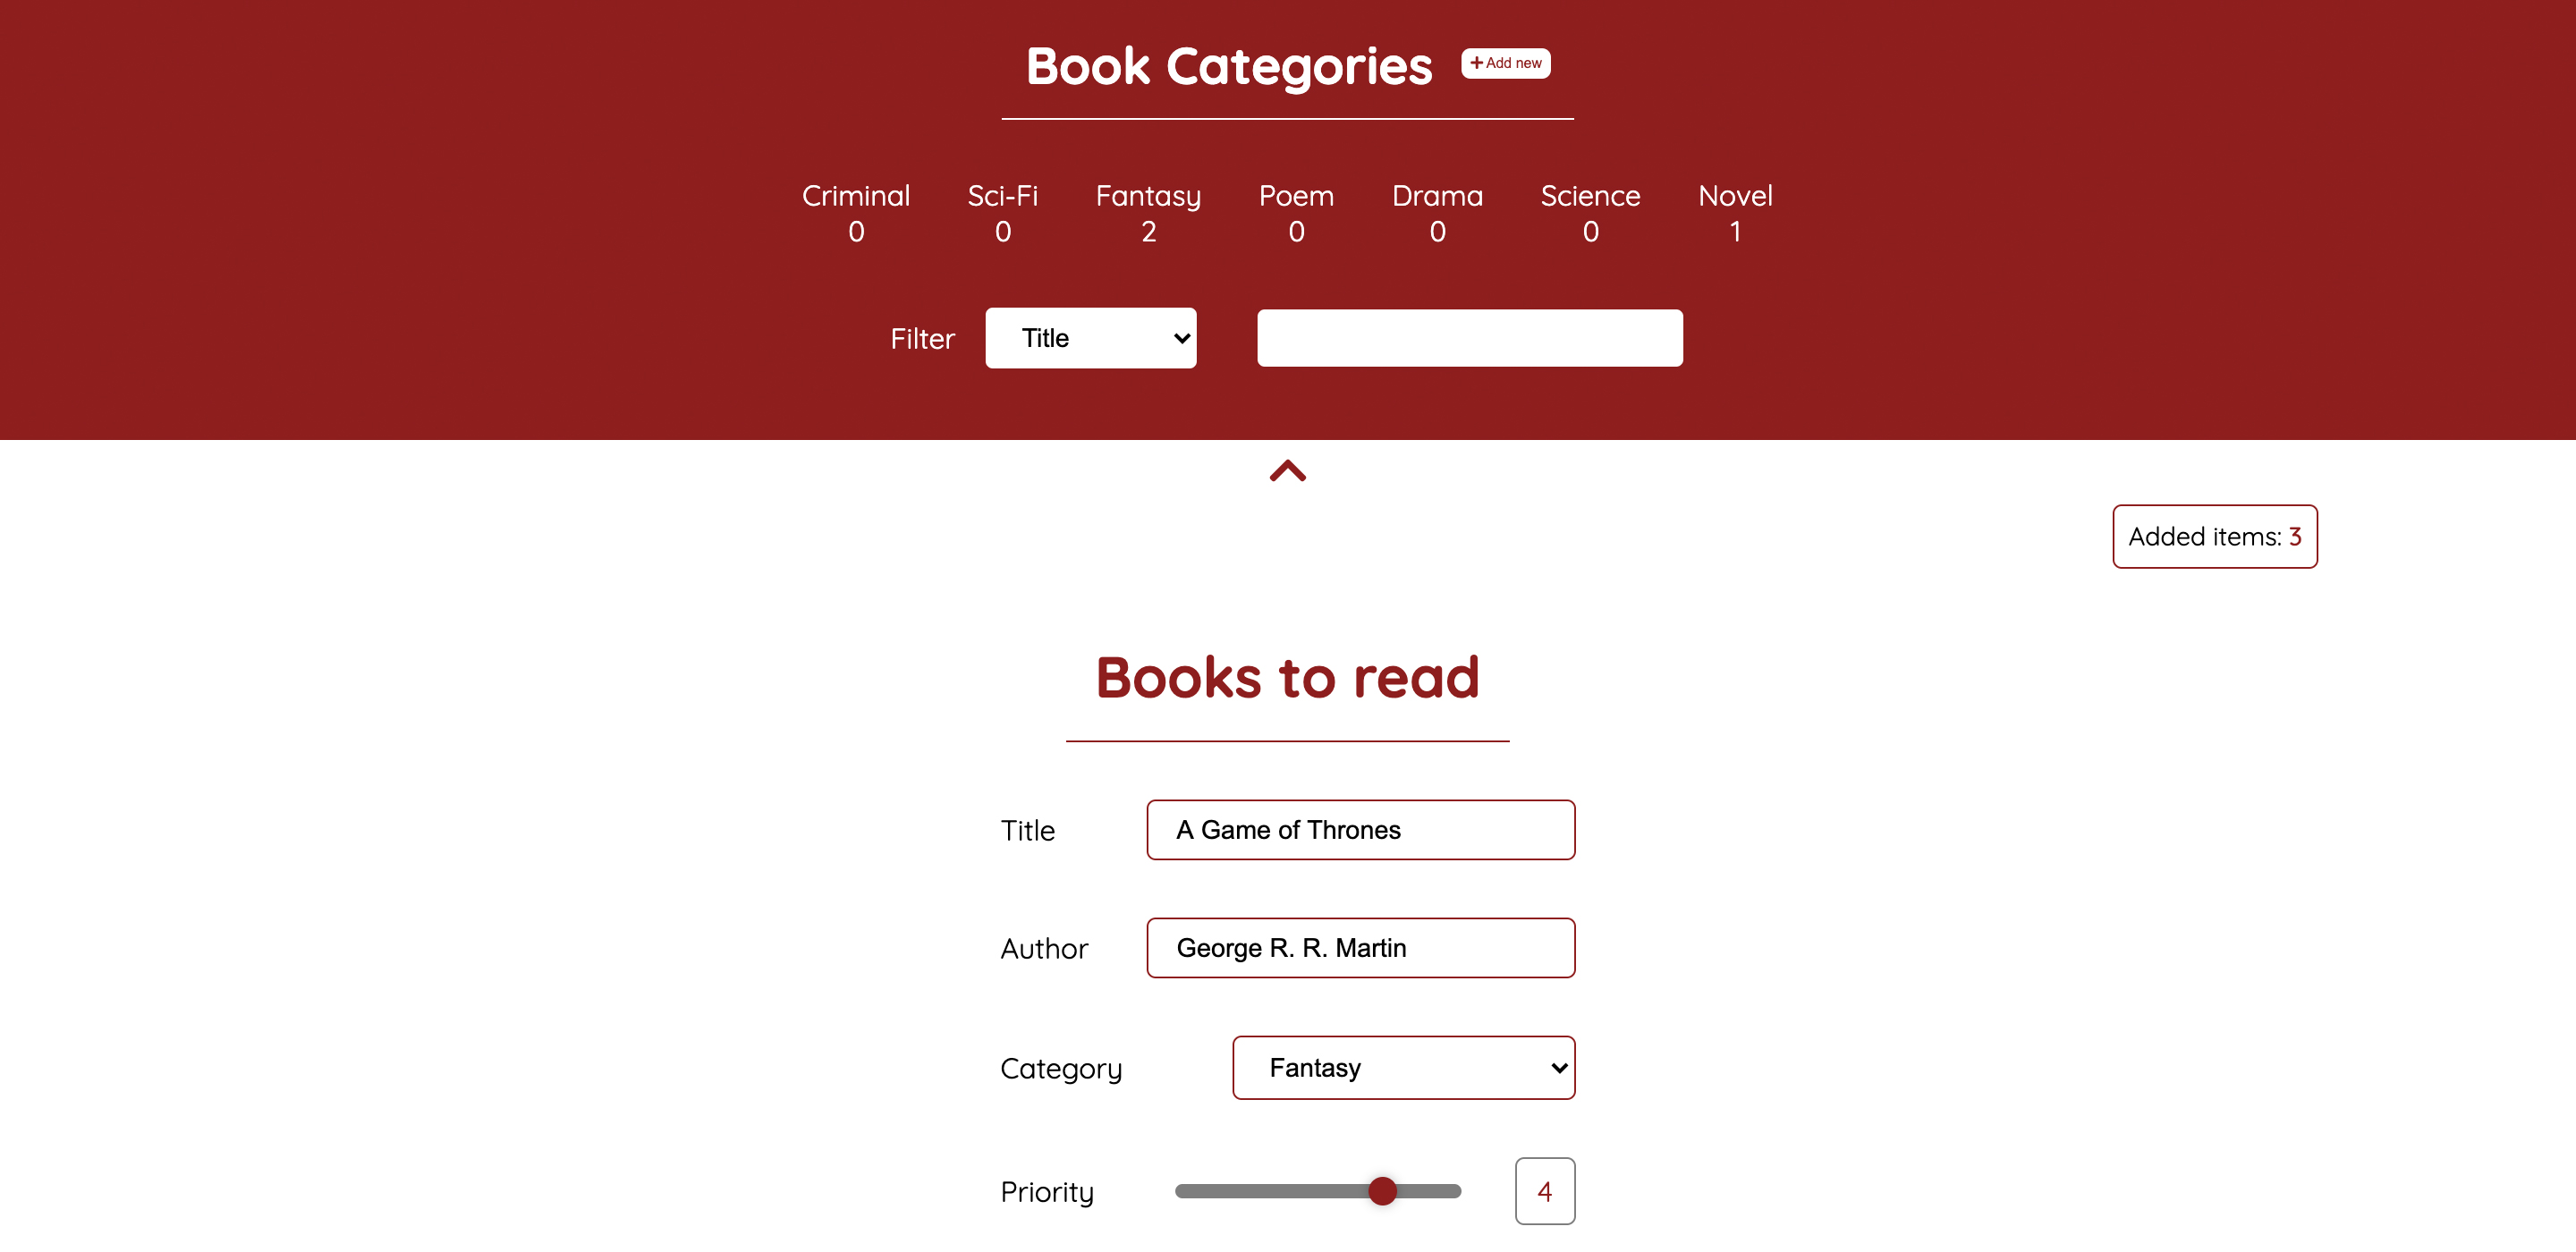 Book Categories + Add new
Criminal Sci-Fi Fantasy Poem Drama Science Novel
0 0 2 0 0 0 1
Filter Title
Added items: 3
Books to read
Title A Game of Thrones
Author George R. R. Martin
Category Fantasy
Priority 4